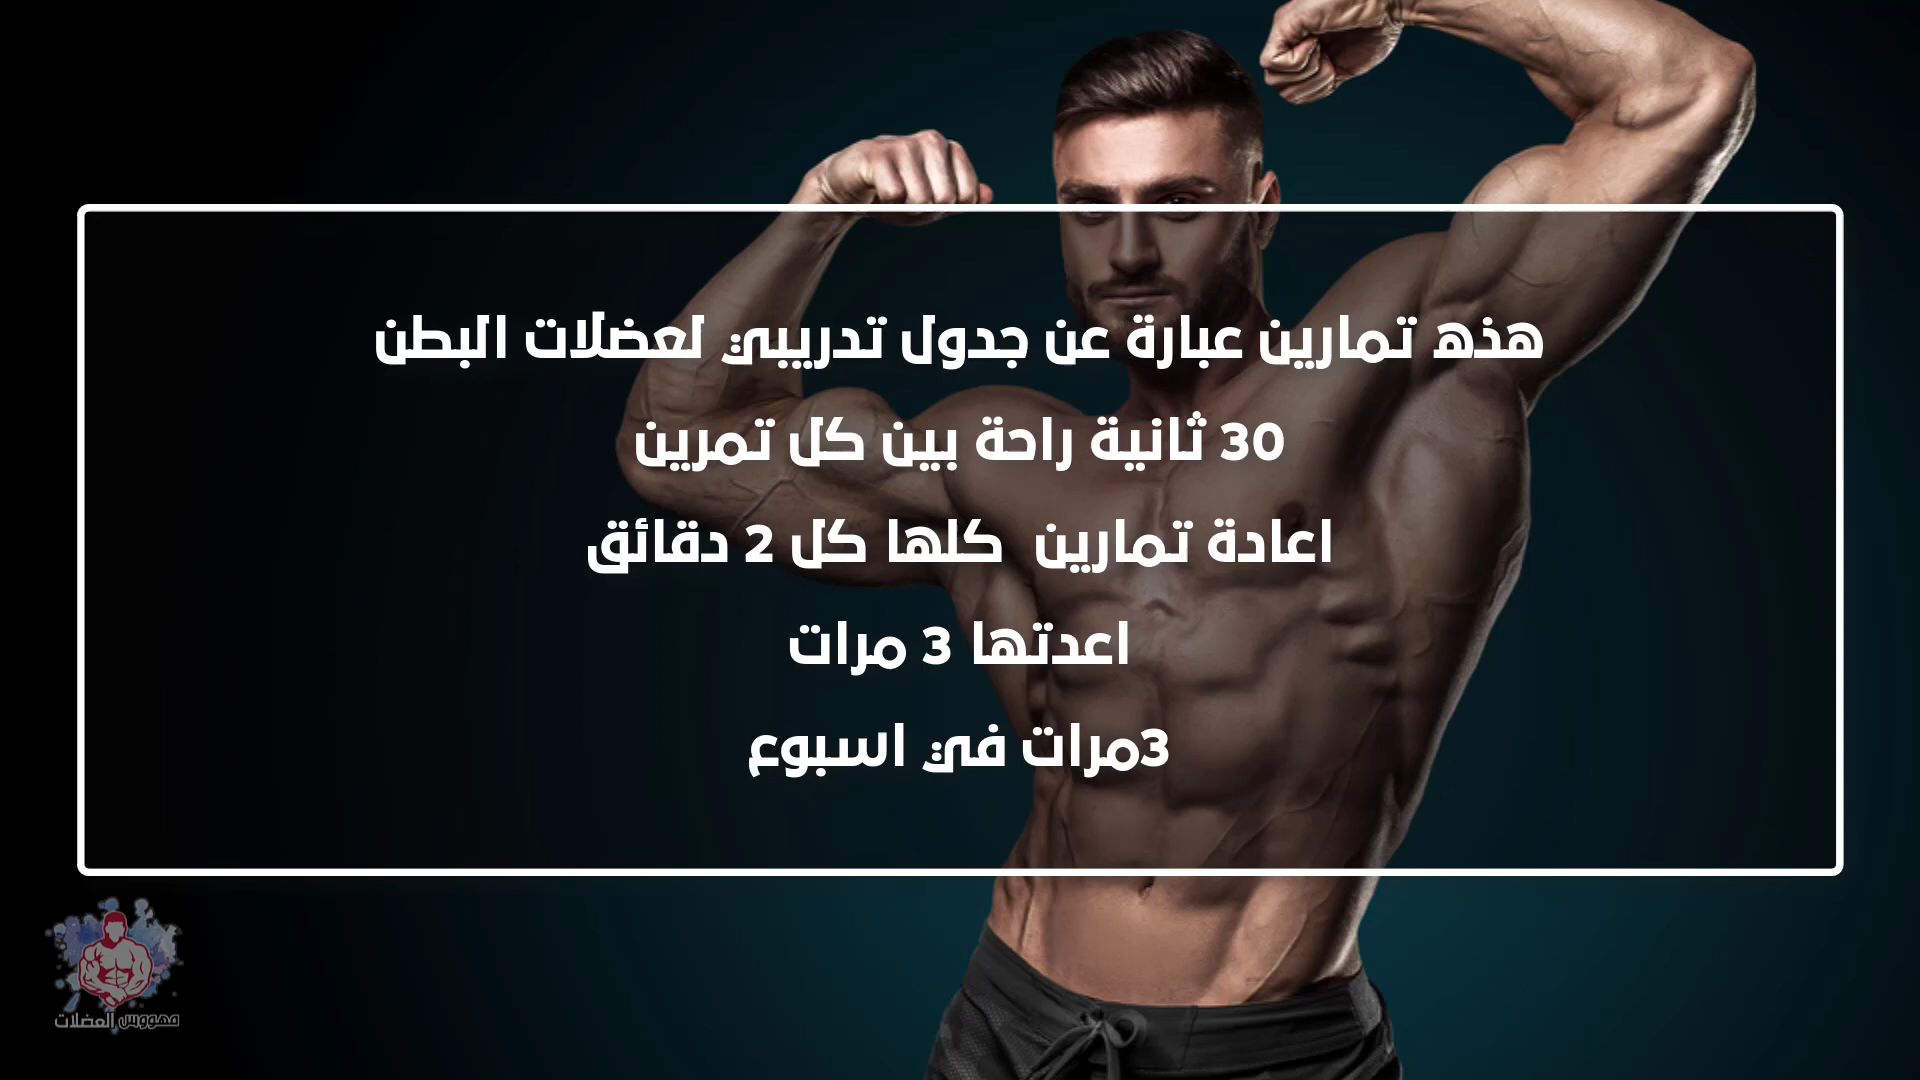 هذه تمارين عبارة عن جدول تدريبي لعضلات البطن
30 ثانية راحة بين كل تمرين
اعادة تمارين كلها كل 2 دقائق
اعدتها 3 مرات
3مرات في اسبوع
مهووس العضلات